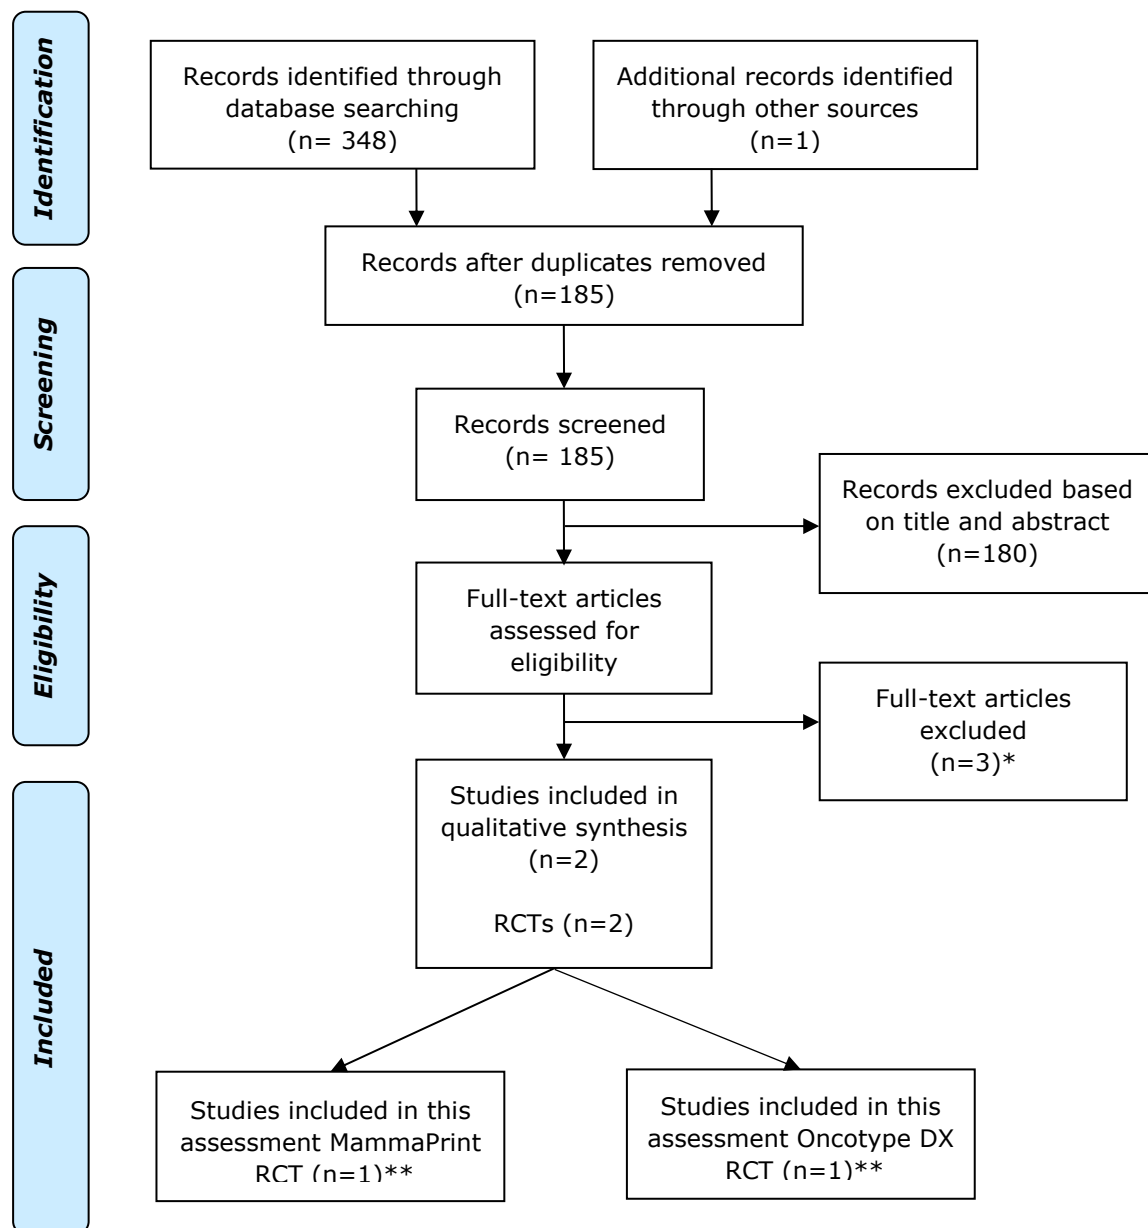 Identification
Records identified through
database searching
(n= 348)
Additional records identified
through other sources
(n=1)
Records after duplicates removed
(n=185)
Screening
Records screened
(n= 185)
Records excluded based
on title and abstract
(n=180)
Eligibility
Full-text articles
assessed for
eligibility
Full-text articles
excluded
(n=3)*
Included
Studies included in
qualitative synthesis
(n=2)
RCTs (n=2)
Studies included in this
assessment MammaPrint
RCT (n=1)**
Studies included in this
assessment Oncotype DX
RCT (n=1)**